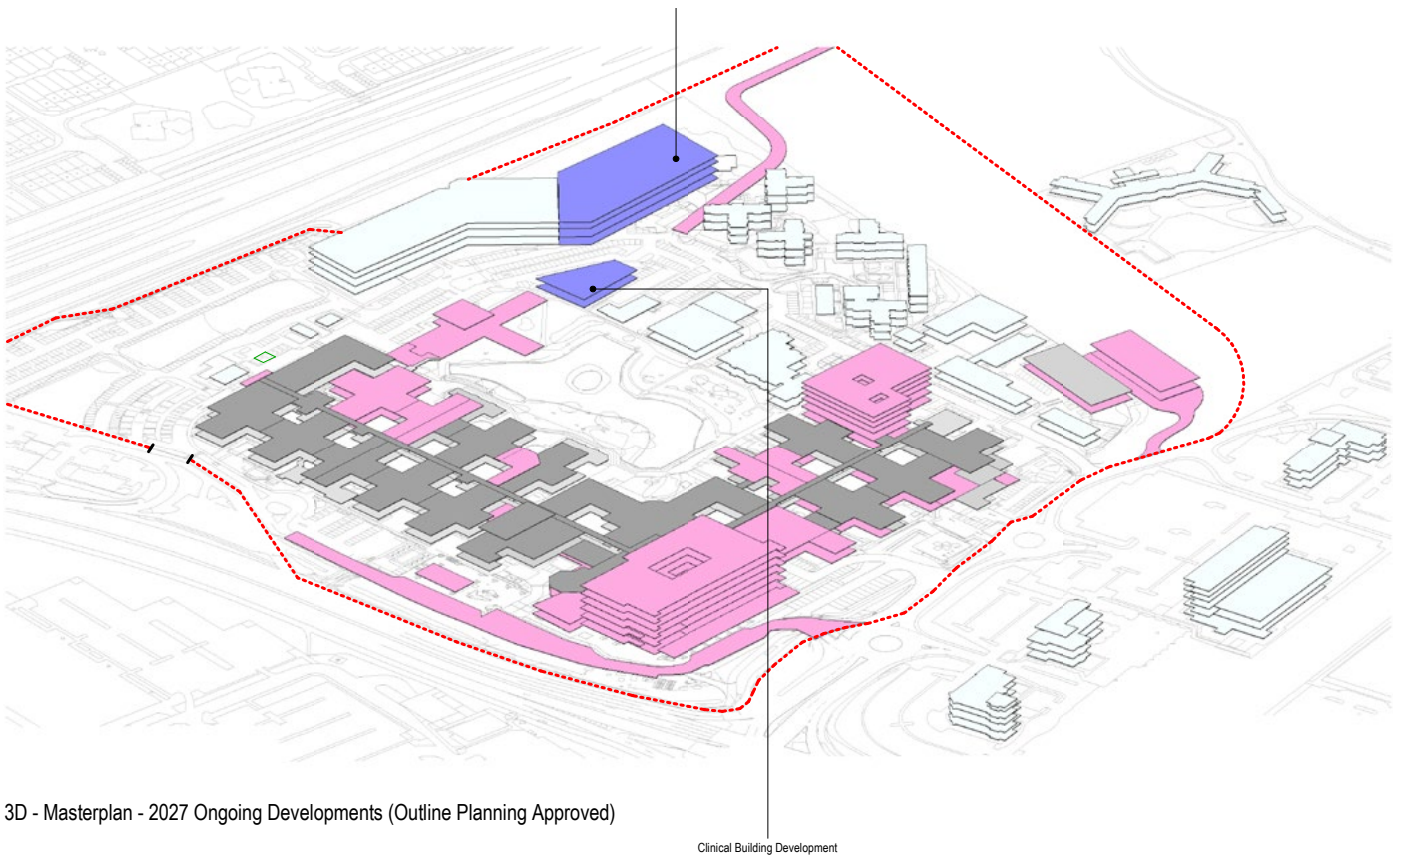 3D - Masterplan - 2027 Ongoing Developments (Outline Planning Approved)
Clinical Building Development